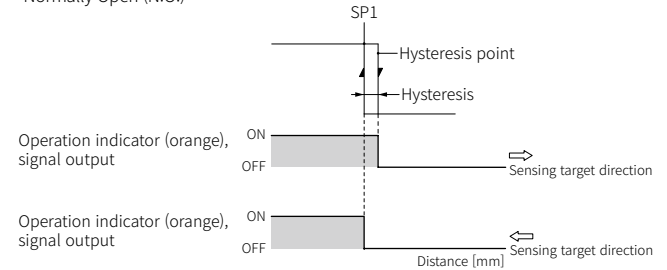 Normally Open (N.O.)
SP1
Hysteresis point
Hysteresis
Operation indicator (orange),
signal output
ON
OFF
Sensing target direction
Operation indicator (orange),
signal output
ON
OFF
Sensing target direction
Distance [mm]